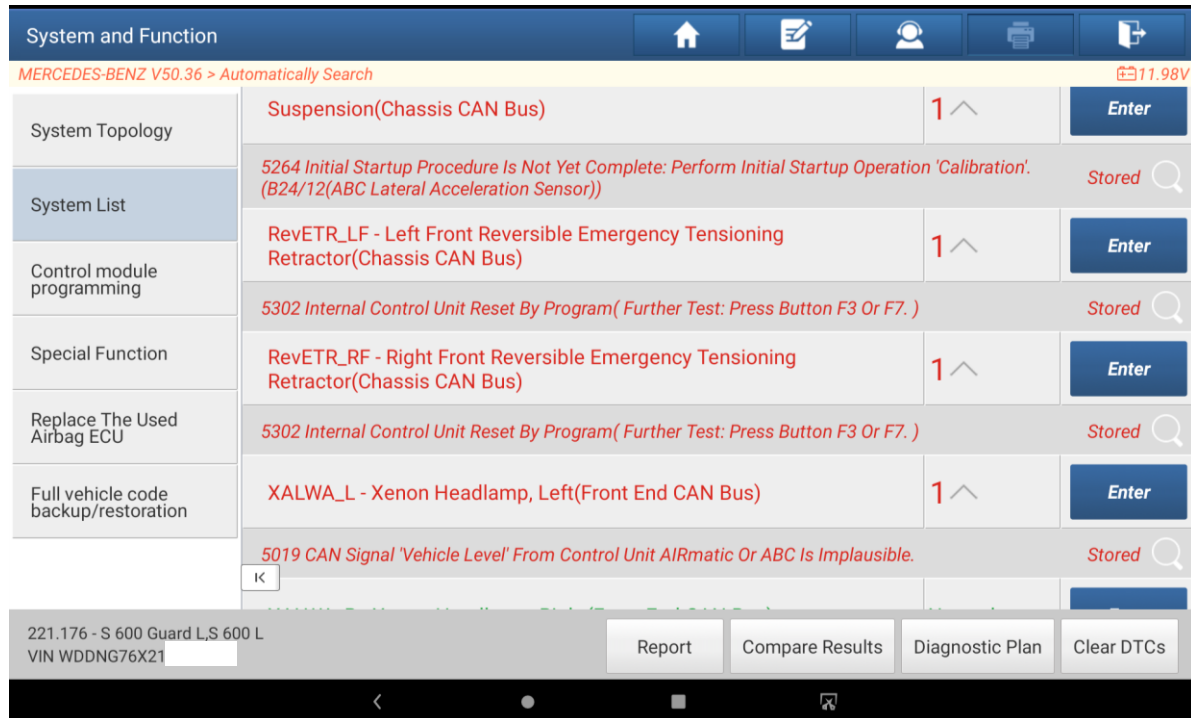 System and Function
MERCEDES-BENZ V50.36 > Automatically Search
11.98V
System Topology
System List
Control module
programming
Special Function
Replace The Used
Airbag ECU
Full vehicle code
backup/restoration
Suspension(Chassis CAN Bus)
1
Enter
5264 Initial Startup Procedure Is Not Yet Complete: Perform Initial Startup Operation 'Calibration'.
(B24/12(ABC Lateral Acceleration Sensor))
Stored
RevETR_LF - Left Front Reversible Emergency Tensioning
Retractor(Chassis CAN Bus)
1
Enter
5302 Internal Control Unit Reset By Program( Further Test: Press Button F3 Or F7. )
Stored
RevETR_RF - Right Front Reversible Emergency Tensioning
Retractor(Chassis CAN Bus)
1
Enter
5302 Internal Control Unit Reset By Program( Further Test: Press Button F3 Or F7. )
Stored
XALWA_L - Xenon Headlamp, Left(Front End CAN Bus)
1
Enter
5019 CAN Signal 'Vehicle Level' From Control Unit AIRmatic Or ABC Is Implausible.
Stored
221.176 - S 600 Guard L,S 600 L
VIN WDDNG76X21
Report
Compare Results
Diagnostic Plan
Clear DTCs